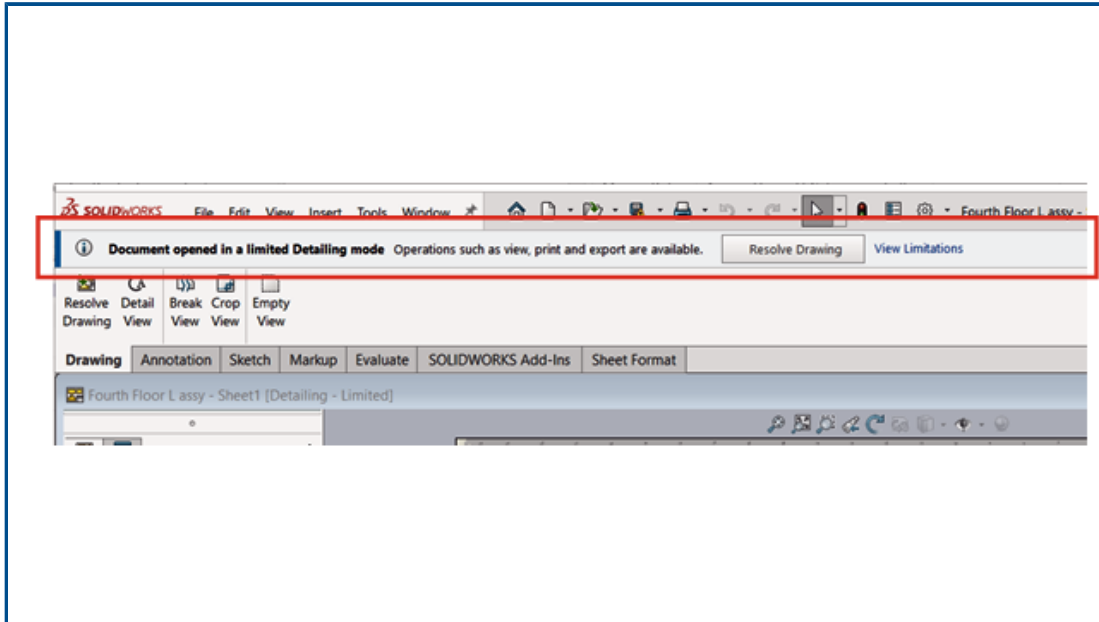 SOLIDWORKS File Edit View Insert Tools Window Fourth Floor L assy -
Document opened in a limited Detailing mode Operations such as view, print and export are available. Resolve Drawing View Limitations
Resolve Drawing Detail View Break View Crop View Empty View
Drawing Annotation Sketch Markup Evaluate SOLIDWORKS Add-Ins Sheet Format
Fourth Floor L assy - Sheet1 [Detailing - Limited]